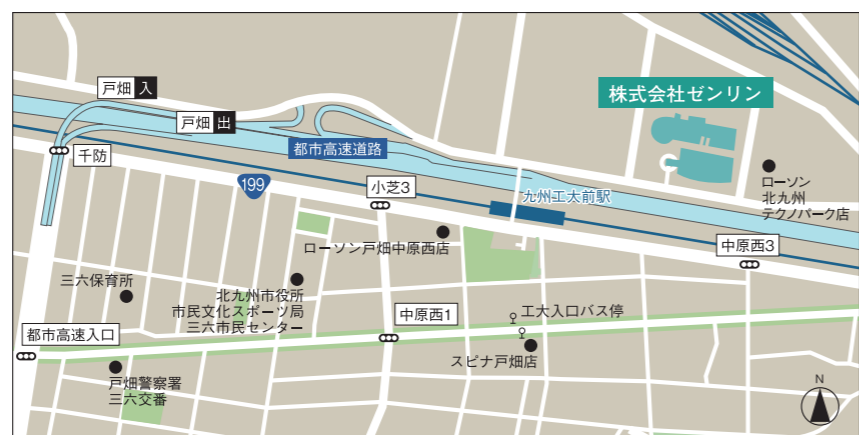 戸畑 入
株式会社ゼンリン
戸畑 出
都市高速道路
千防
199
小芝3
九州工大前駅
ローソン
北九州
テクノパーク店
ローソン戸畑中原西店
中原西3
三六保育所
北九州市役所
市民文化スポーツ局
三六市民センター
中原西1
工大入口バス停
都市高速入口
スピナ戸畑店
戸畑警察署
三六交番
N